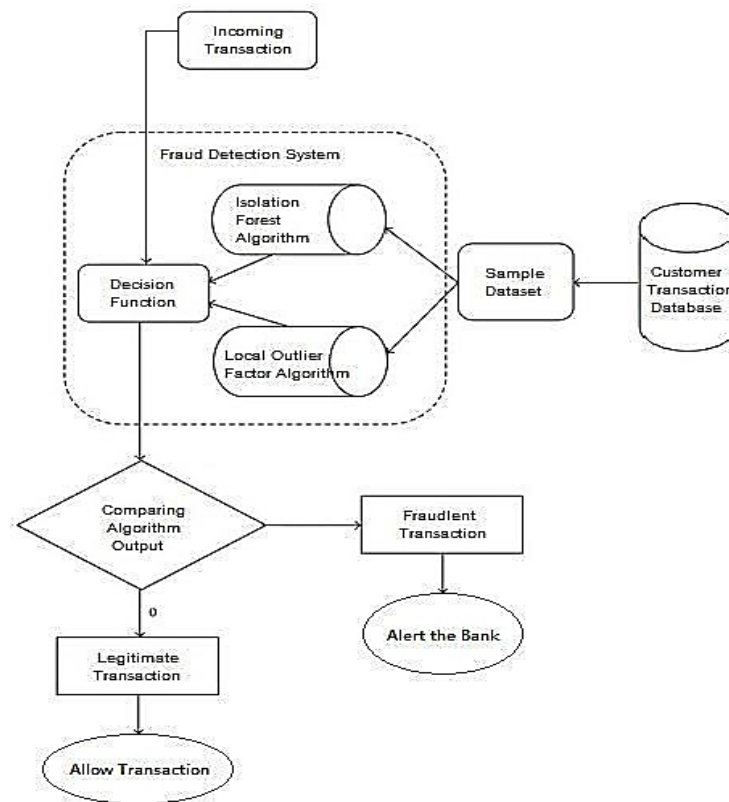 Incoming
Transaction
Fraud Detection System
Isolation
Forest
Algorithm
Decision
Function
Sample
Dataset
Customer
Transaction
Database
Local Outlier
Factor Algorithm
Comparing
Algorithm
Output
Fraudlent
Transaction
0
Alert the Bank
Legitimate
Transaction
Allow Transaction